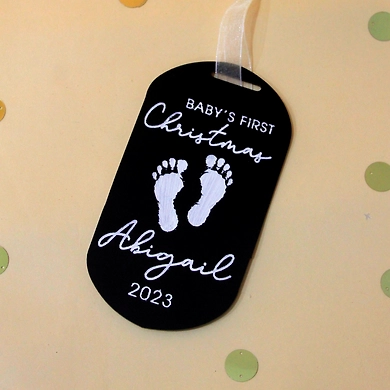 BABY'S FIRST
Christmas
Abigail
2023